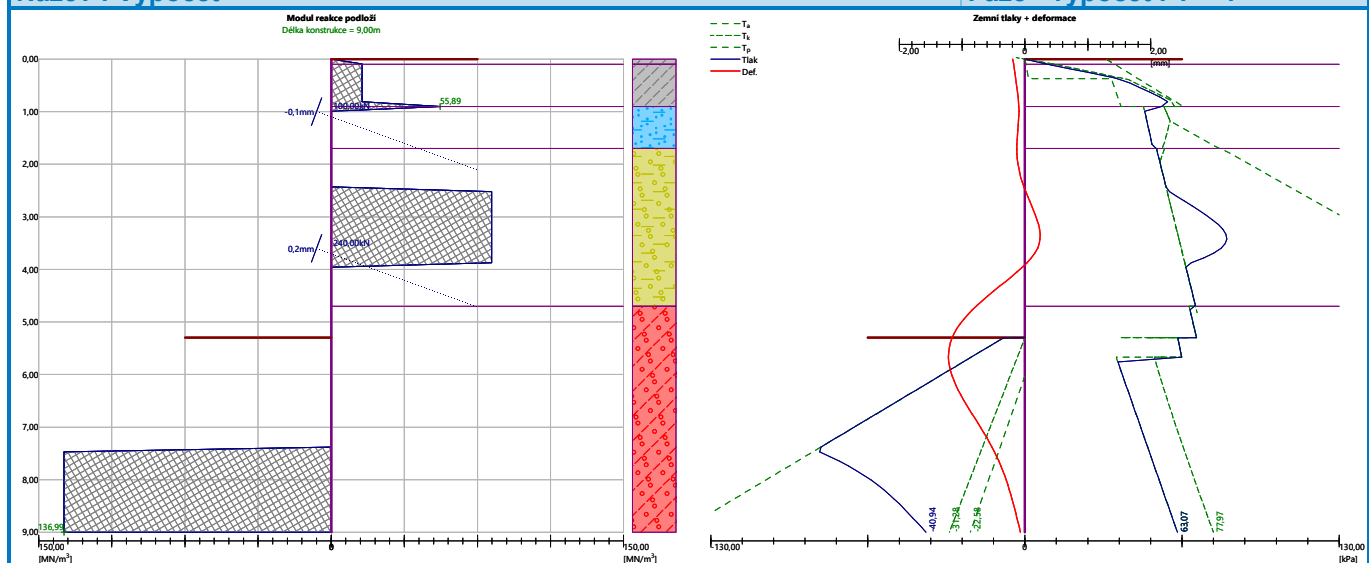 Modul reakce podloží
Délka konstrukce = 9,00m
0,00
1,00
2,00
3,00
4,00
5,00
6,00
7,00
8,00
9,00
55,89
100,00kN
-0,1mm
240,00kN
0,2mm
136,99
150,00
0
150,00
[MN/m³]
[MN/m³]
Zemní tlaky + deformace
Ta
Tk
Tp
Tlak
Def.
-2,00
0
2,00
[mm]
-40,94
-31,28
-22,58
63,07
77,97
-130,00
0
130,00
[kPa]